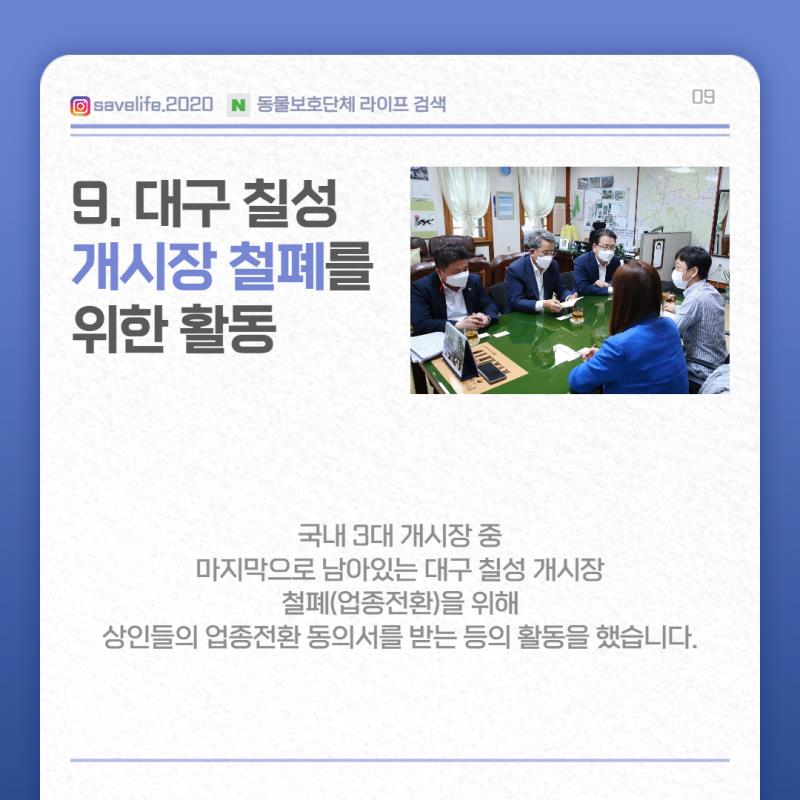 savelife.2020 N 동물보호단체 라이프 검색
09
9. 대구 칠성
개시장 철폐를
위한 활동
국내 3대 개시장 중
마지막으로 남아있는 대구 칠성 개시장
철폐(업종전환)을 위해
상인들의 업종전환 동의서를 받는 등의 활동을 했습니다.